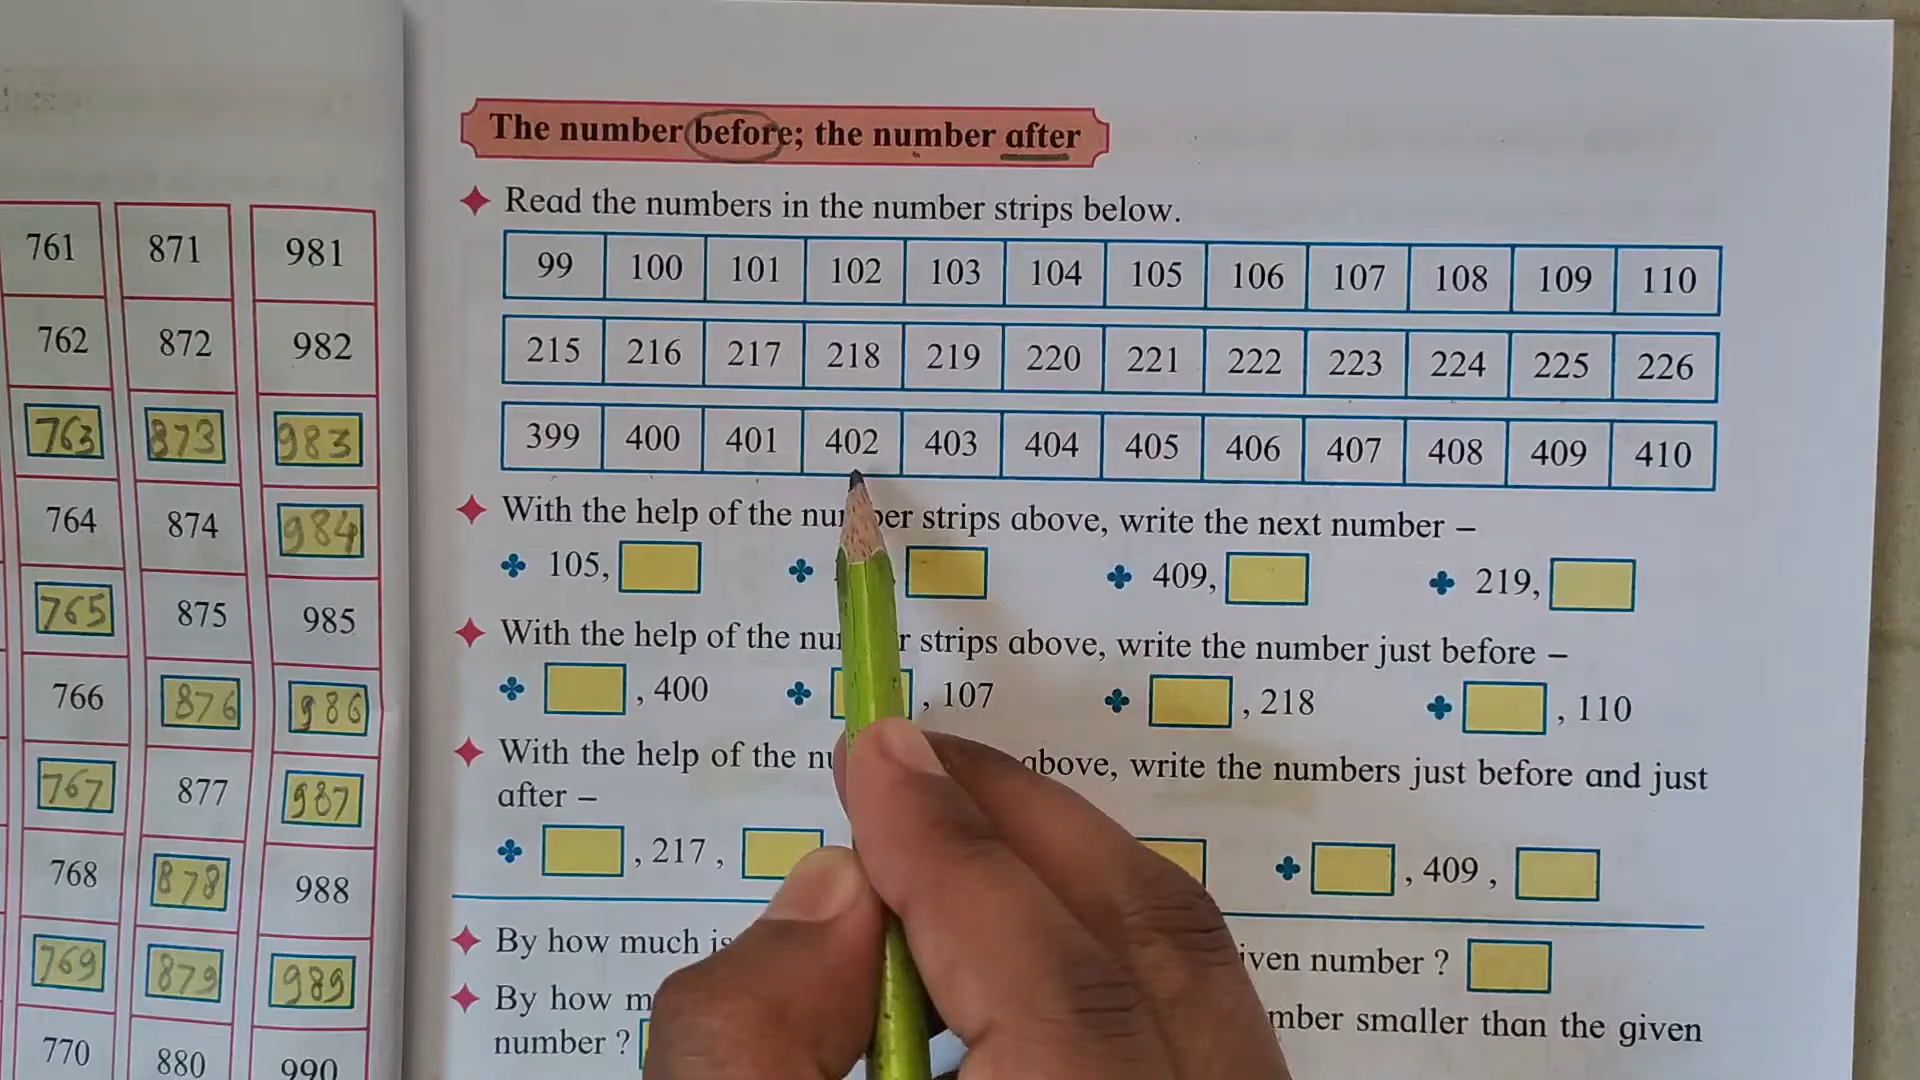 761 871 981
762 872 982
763 873 983
764 874 984
765 875 985
766 876 986
767 877 987
768 878 988
769 879 989
770 880 990
The number before; the number after
Read the numbers in the number strips below.
99 100 101 102 103 104 105 106 107 108 109 110
215 216 217 218 219 220 221 222 223 224 225 226
399 400 401 402 403 404 405 406 407 408 409 410
With the help of the number strips above, write the next number –
105, 409, 219,
With the help of the number strips above, write the number just before –
, 400 , 107 , 218 , 110
With the help of the above, write the numbers just before and just
after –
, 217 , , 409 ,
By how much is given number ?
By how number smaller than the given
number ?